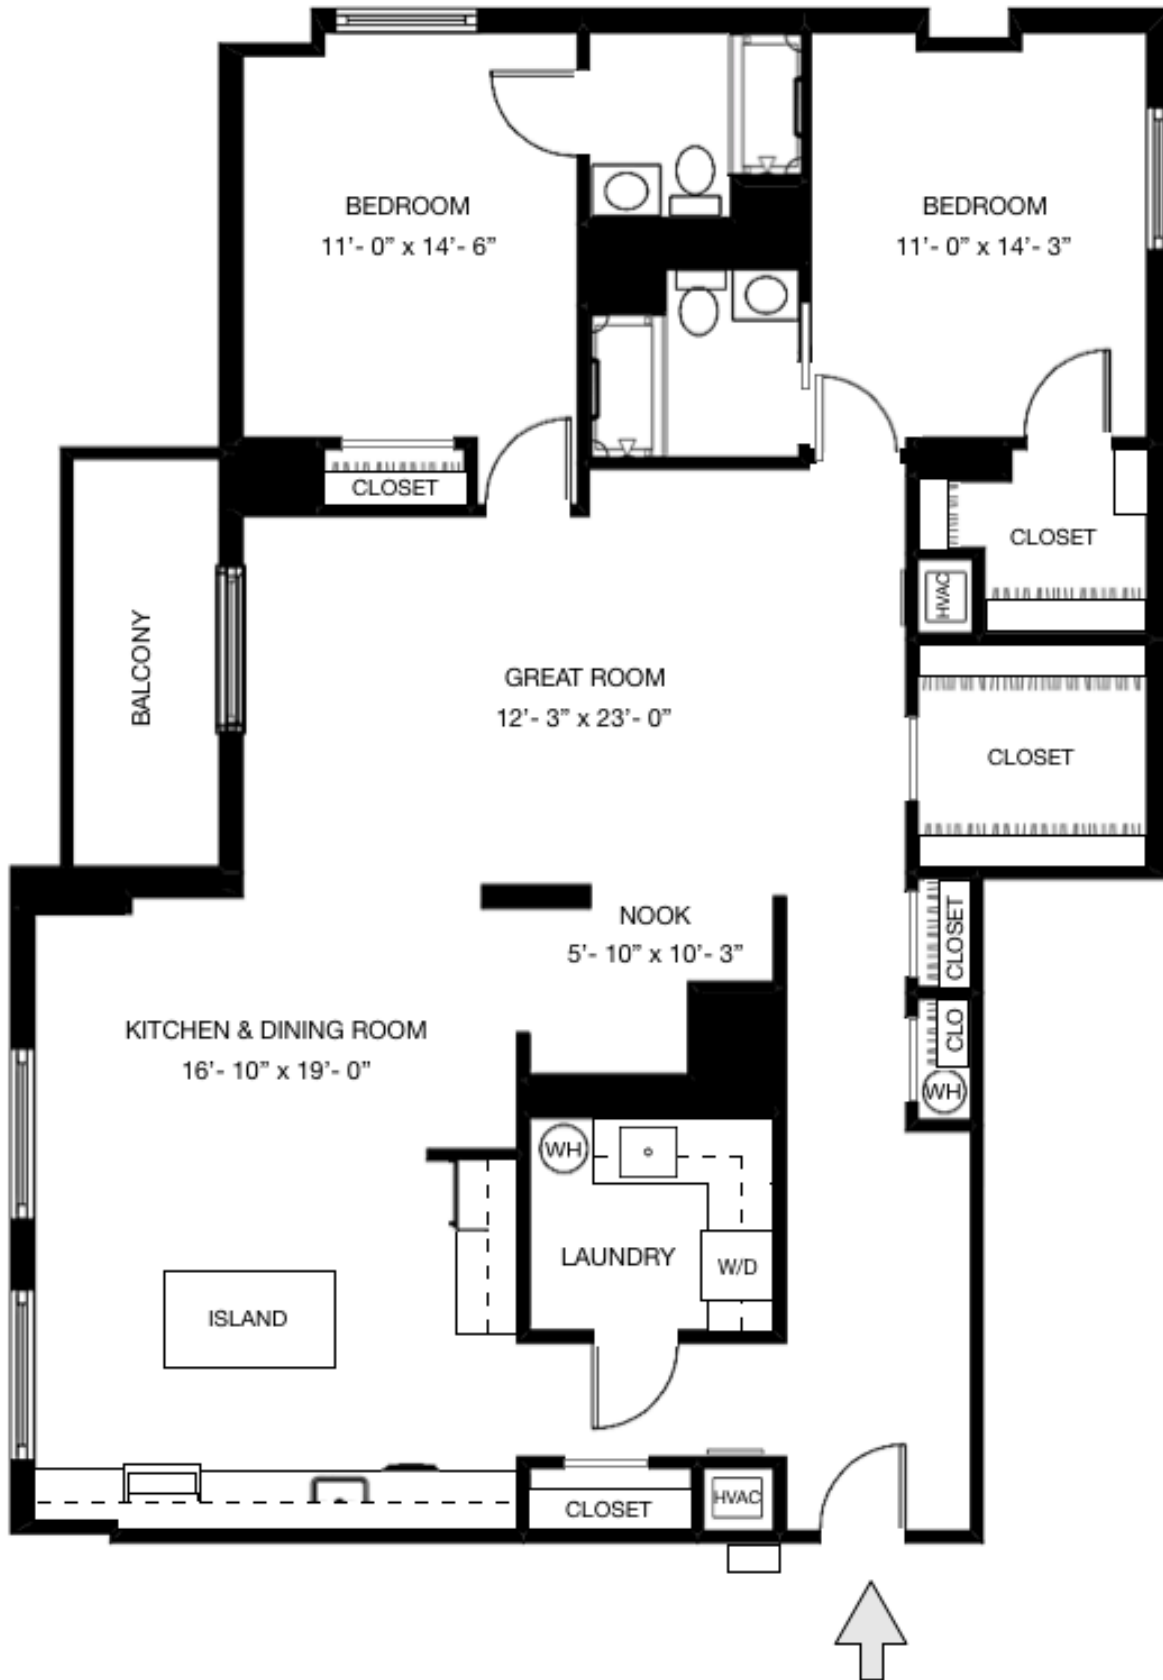 BEDROOM
11'- 0" x 14'- 6"
BEDROOM
11'- 0" x 14'- 3"
CLOSET
CLOSET
HVAC
BALCONY
GREAT ROOM
12'- 3" x 23'- 0"
CLOSET
NOOK
5'- 10" x 10'- 3"
CLOSET
KITCHEN & DINING ROOM
16'- 10" x 19'- 0"
CLO
WH
WH
LAUNDRY
W/D
ISLAND
CLOSET
HVAC